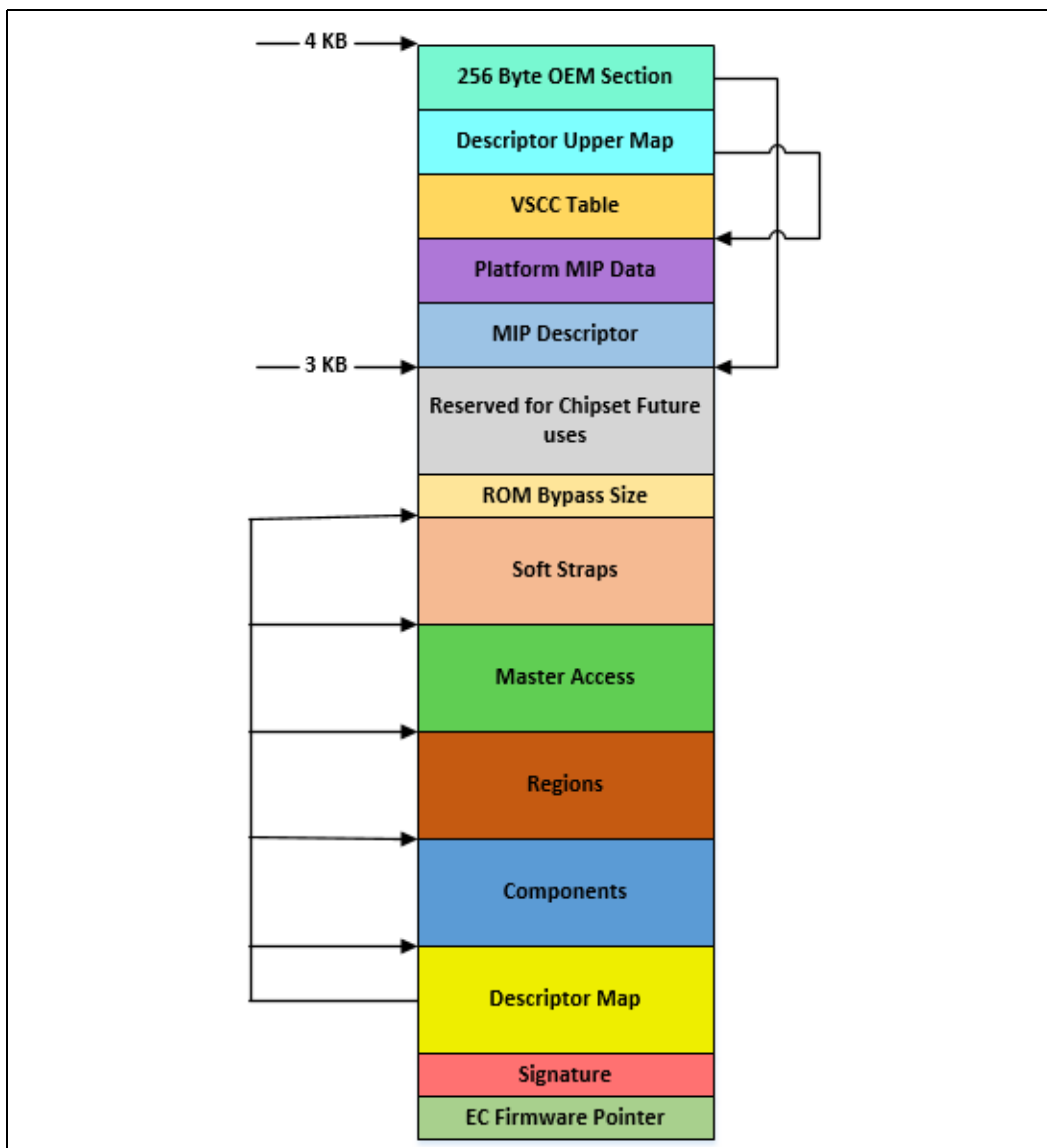 4 KB
256 Byte OEM Section
Descriptor Upper Map
VSCC Table
Platform MIP Data
MIP Descriptor
3 KB
Reserved for Chipset Future
uses
ROM Bypass Size
Soft Straps
Master Access
Regions
Components
Descriptor Map
Signature
EC Firmware Pointer